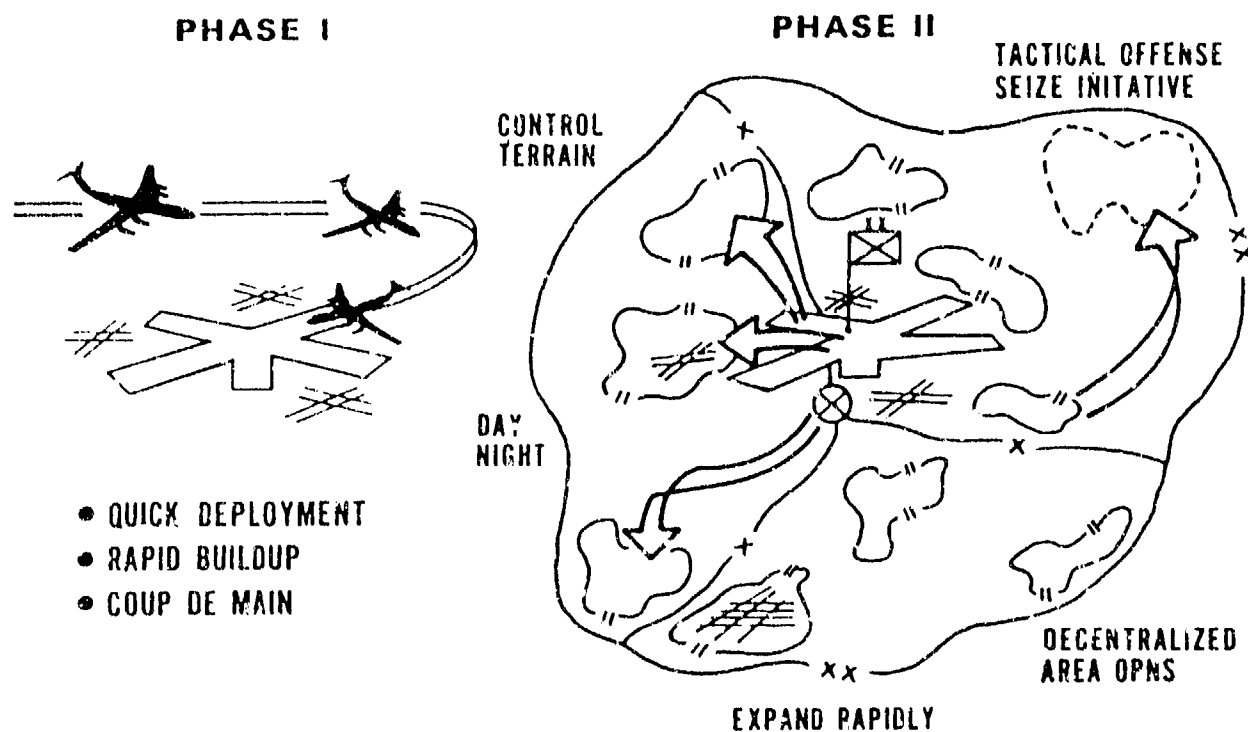 PHASE I
PHASE II
TACTICAL OFFENSE
SEIZE INITATIVE
CONTROL
TERRAIN
DAY
NIGHT
• QUICK DEPLOYMENT
• RAPID BUILDUP
• COUP DE MAIN
DECENTRALIZED
AREA OPNS
EXPAND RAPIDLY